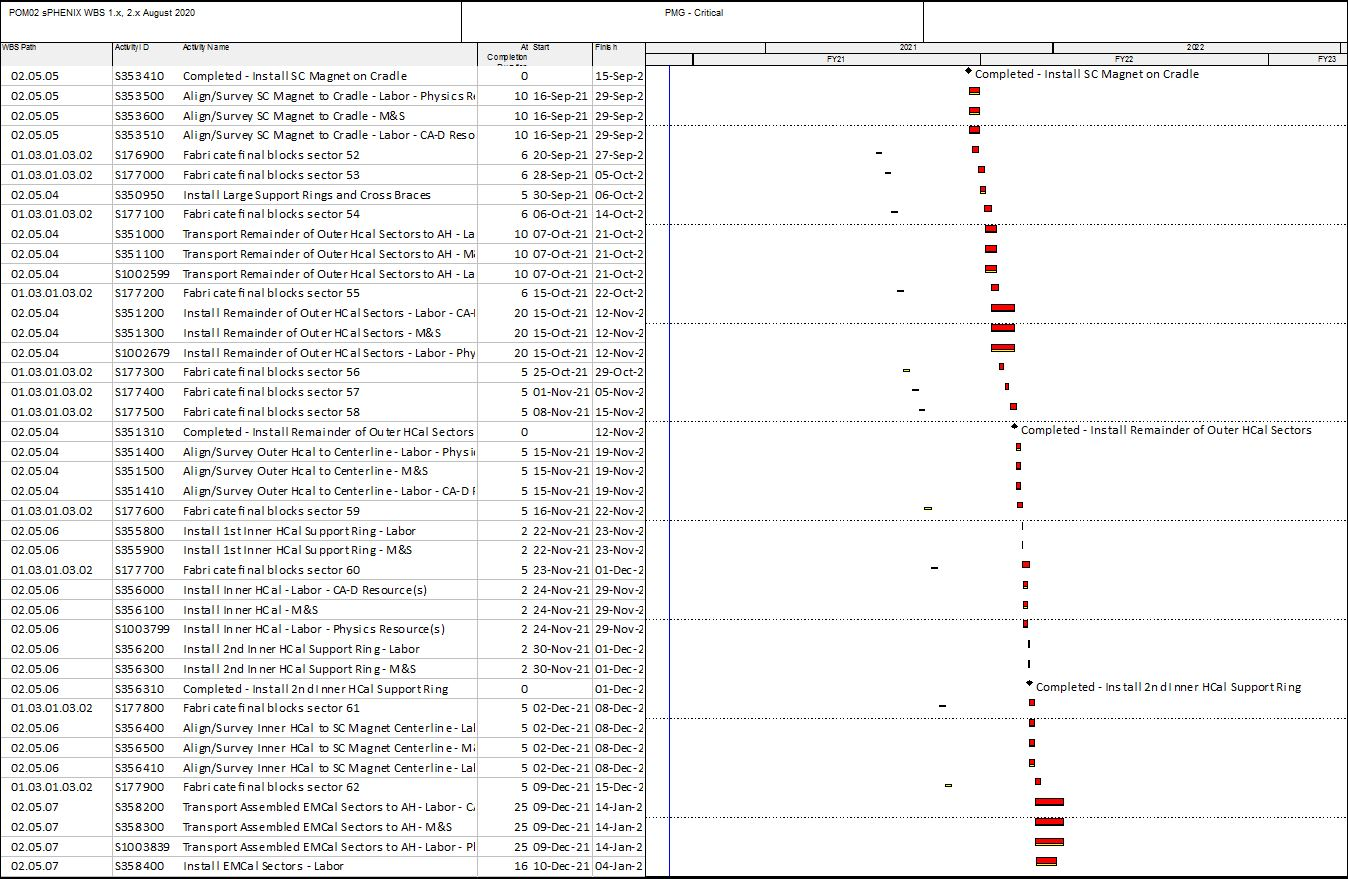 POM02 sPHENIX WBS 1.x, 2.x August 2020 PMG - Critical
WBS Path Activity ID Activity Name At Completion Start Finish 2021 2022
FY21 FY22 FY23
02.05.05 S353410 Completed - Install SC Magnet on Cradle 0 15-Sep-2 Completed - Install SC Magnet on Cradle
02.05.05 S353500 Align/Survey SC Magnet to Cradle - Labor - Physics Re 10 16-Sep-21 29-Sep-2
02.05.05 S353600 Align/Survey SC Magnet to Cradle - M&S 10 16-Sep-21 29-Sep-2
02.05.05 S353510 Align/Survey SC Magnet to Cradle - Labor - CA-D Reso 10 16-Sep-21 29-Sep-2
01.03.01.03.02 S176900 Fabricate final blocks sector 52 6 20-Sep-21 27-Sep-2
01.03.01.03.02 S177000 Fabricate final blocks sector 53 6 28-Sep-21 05-Oct-2
02.05.04 S350950 Install Large Support Rings and Cross Braces 5 30-Sep-21 06-Oct-2
01.03.01.03.02 S177100 Fabricate final blocks sector 54 6 06-Oct-21 14-Oct-2
02.05.04 S351000 Transport Remainder of Outer Hcal Sectors to AH - La 10 07-Oct-21 21-Oct-2
02.05.04 S351100 Transport Remainder of Outer Hcal Sectors to AH - M 10 07-Oct-21 21-Oct-2
02.05.04 S1002599 Transport Remainder of Outer Hcal Sectors to AH - La 10 07-Oct-21 21-Oct-2
01.03.01.03.02 S177200 Fabricate final blocks sector 55 6 15-Oct-21 22-Oct-2
02.05.04 S351200 Install Remainder of Outer HCal Sectors - Labor - CA-I 20 15-Oct-21 12-Nov-2
02.05.04 S351300 Install Remainder of Outer HCal Sectors - M&S 20 15-Oct-21 12-Nov-2
02.05.04 S1002679 Install Remainder of Outer HCal Sectors - Labor - Phy 20 15-Oct-21 12-Nov-2
01.03.01.03.02 S177300 Fabricate final blocks sector 56 5 25-Oct-21 29-Oct-2
01.03.01.03.02 S177400 Fabricate final blocks sector 57 5 01-Nov-21 05-Nov-2
01.03.01.03.02 S177500 Fabricate final blocks sector 58 5 08-Nov-21 15-Nov-2
02.05.04 S351310 Completed - Install Remainder of Outer HCal Sectors 0 12-Nov-2 Completed - Install Remainder of Outer HCal Sectors
02.05.04 S351400 Align/Survey Outer Hcal to Centerline - Labor - Physi 5 15-Nov-21 19-Nov-2
02.05.04 S351500 Align/Survey Outer Hcal to Centerline - M&S 5 15-Nov-21 19-Nov-2
02.05.04 S351410 Align/Survey Outer Hcal to Centerline - Labor - CA-D F 5 15-Nov-21 19-Nov-2
01.03.01.03.02 S177600 Fabricate final blocks sector 59 5 16-Nov-21 22-Nov-2
02.05.06 S355800 Install 1st Inner HCal Support Ring - Labor 2 22-Nov-21 23-Nov-2
02.05.06 S355900 Install 1st Inner HCal Support Ring - M&S 2 22-Nov-21 23-Nov-2
01.03.01.03.02 S177700 Fabricate final blocks sector 60 5 23-Nov-21 01-Dec-2
02.05.06 S356000 Install Inner HCal - Labor - CA-D Resource(s) 2 24-Nov-21 29-Nov-2
02.05.06 S356100 Install Inner HCal - M&S 2 24-Nov-21 29-Nov-2
02.05.06 S1003799 Install Inner HCal - Labor - Physics Resource(s) 2 24-Nov-21 29-Nov-2
02.05.06 S356200 Install 2nd Inner HCal Support Ring - Labor 2 30-Nov-21 01-Dec-2
02.05.06 S356300 Install 2nd Inner HCal Support Ring - M&S 2 30-Nov-21 01-Dec-2
02.05.06 S356310 Completed - Install 2nd Inner HCal Support Ring 0 01-Dec-2 Completed - Install 2nd Inner HCal Support Ring
01.03.01.03.02 S177800 Fabricate final blocks sector 61 5 02-Dec-21 08-Dec-2
02.05.06 S356400 Align/Survey Inner HCal to SC Magnet Centerline - Lal 5 02-Dec-21 08-Dec-2
02.05.06 S356500 Align/Survey Inner HCal to SC Magnet Centerline - M 5 02-Dec-21 08-Dec-2
02.05.06 S356410 Align/Survey Inner HCal to SC Magnet Centerline - Lal 5 02-Dec-21 08-Dec-2
01.03.01.03.02 S177900 Fabricate final blocks sector 62 5 09-Dec-21 15-Dec-2
02.05.07 S358200 Transport Assembled EMCal Sectors to AH - Labor - C 25 09-Dec-21 14-Jan-2
02.05.07 S358300 Transport Assembled EMCal Sectors to AH - M&S 25 09-Dec-21 14-Jan-2
02.05.07 S1003839 Transport Assembled EMCal Sectors to AH - Labor - Pl 25 09-Dec-21 14-Jan-2
02.05.07 S358400 Install EMCal Sectors - Labor 16 10-Dec-21 04-Jan-2